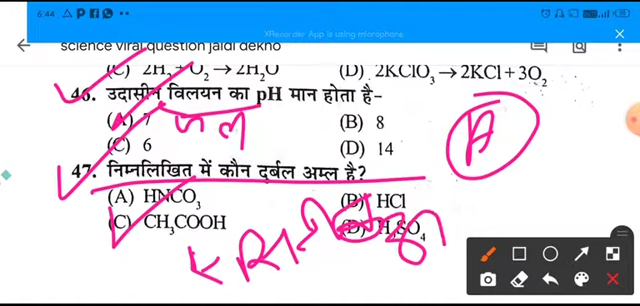 6:44
XRecorder App is using microphone
science viral question jaldi dekho
(C) 2H₂ + O₂ → 2H₂O (D) 2KClO₃ → 2KCl + 3O₂
46. उदासीन विलयन का pH मान होता है-
(A) 7 (B) 8
जल
(C) 6 (D) 14
A
47. निम्नलिखित में कौन दुर्बल अम्ल है?
(A) HNCO₃ (B) HCl
(C) CH₃COOH (D) H₂SO₄